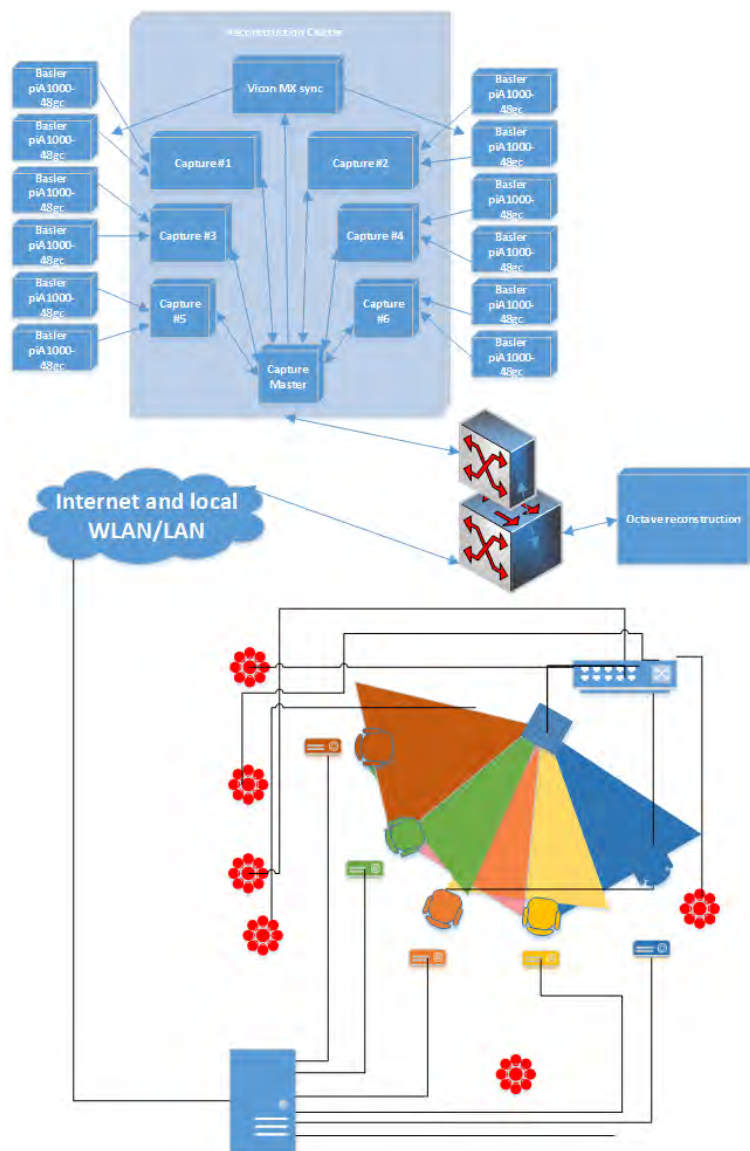 Reconstruction Cluster
Basler
piA1000-
48gc
Basler
piA1000-
48gc
Basler
piA1000-
48gc
Basler
piA1000-
48gc
Basler
piA1000-
48gc
Basler
piA1000-
48gc
Vicon MX sync
Capture #1
Capture #2
Capture #3
Capture #4
Capture
#5
Capture
#6
Capture
Master
Basler
piA1000-
48gc
Basler
piA1000-
48gc
Basler
piA1000-
48gc
Basler
piA1000-
48gc
Basler
piA1000-
48gc
Basler
piA1000-
48gc
Internet and local
WLAN/LAN
Octave reconstruction